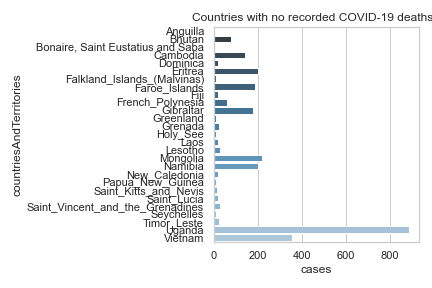 Countries with no recorded COVID-19 deaths
countriesAndTerritories
Anguilla
Bhutan
Bonaire, Saint Eustatius and Saba
Cambodia
Dominica
Eritrea
Falkland_Islands_(Malvinas)
Faroe_Islands
Fiji
French_Polynesia
Gibraltar
Greenland
Grenada
Holy_See
Laos
Lesotho
Mongolia
Namibia
New_Caledonia
Papua_New_Guinea
Saint_Kitts_and_Nevis
Saint_Lucia
Saint_Vincent_and_the_Grenadines
Seychelles
Timor_Leste
Uganda
Vietnam
0 200 400 600 800
cases